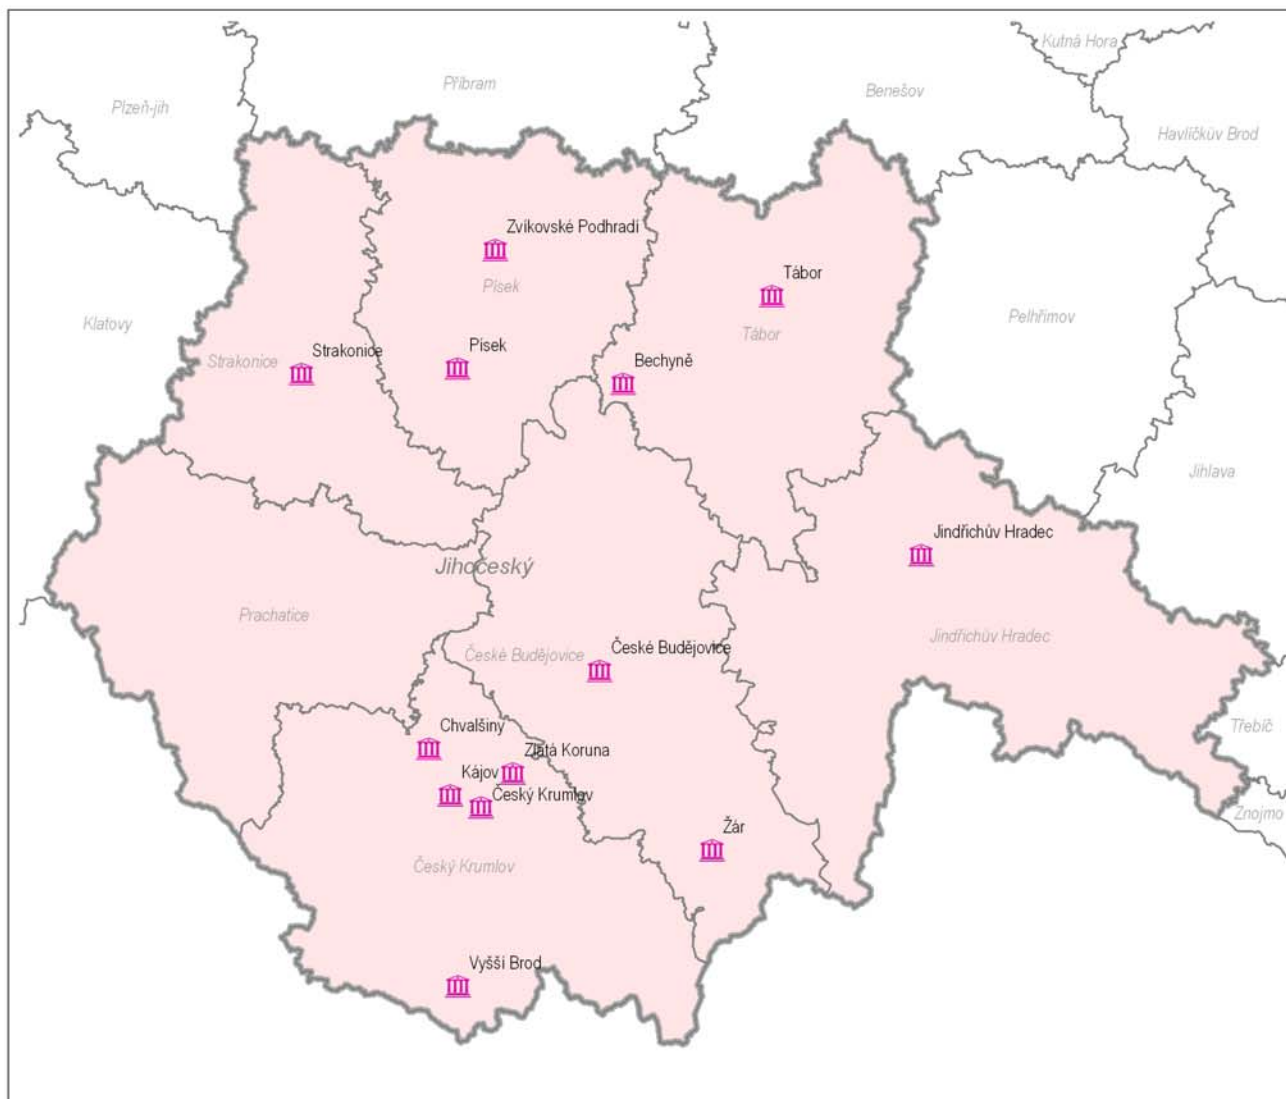 Kutná Hora
Příbram
Benešov
Plzeň-jih
Havlíčkův Brod
Zvíkovské Podhradí
Tábor
Písek
Pelhřimov
Klatovy
Tábor
Strakonice
Strakonice
Písek
Bechyně
Jihlava
Jindřichův Hradec
Jihočeský
Prachatice
Jindřichův Hradec
České Budějovice
České Budějovice
Chvalšiny
Třebíč
Zlatá Koruna
Kájov
Český Krumlov
Znojmo
Žár
Český Krumlov
Vyšší Brod